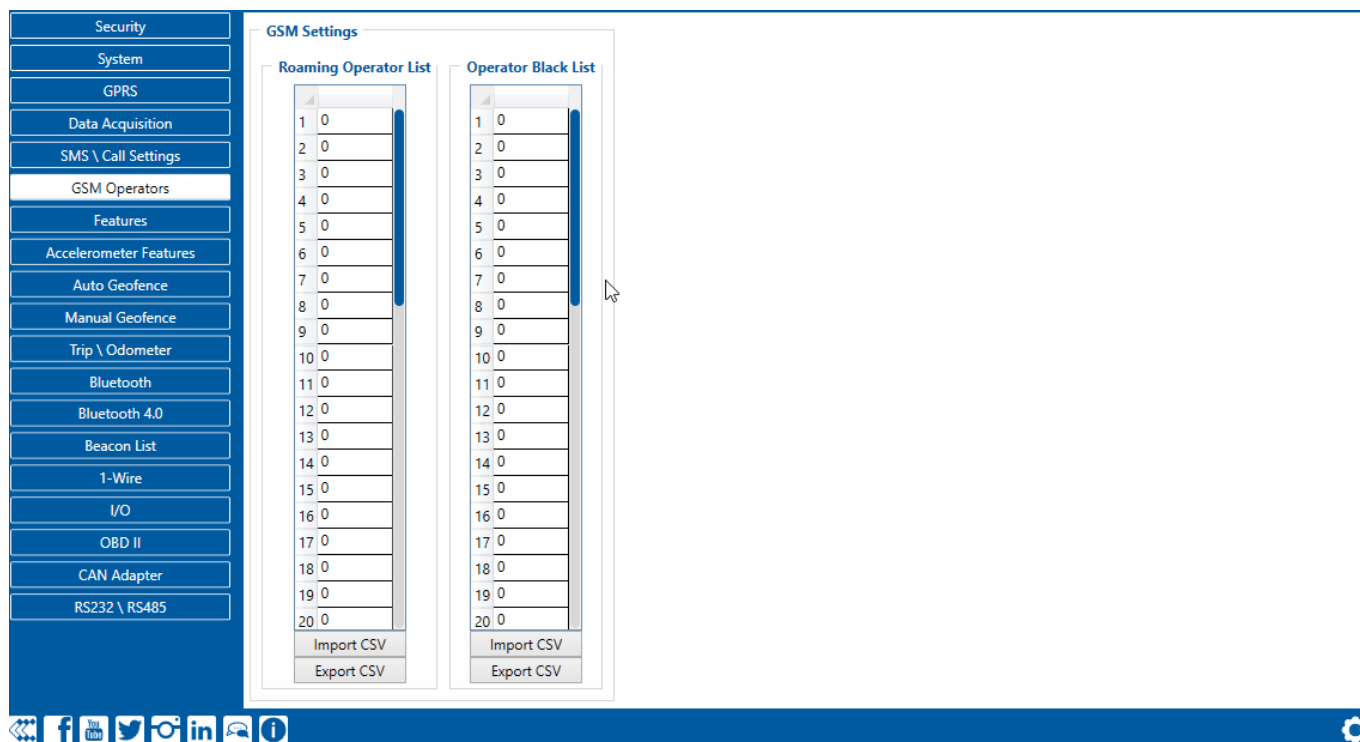 Security
System
GPRS
Data Acquisition
SMS \ Call Settings
GSM Operators
Features
Accelerometer Features
Auto Geofence
Manual Geofence
Trip \ Odometer
Bluetooth
Bluetooth 4.0
Beacon List
1-Wire
I/O
OBD II
CAN Adapter
RS232 \ RS485
GSM Settings
Roaming Operator List
1 0
2 0
3 0
4 0
5 0
6 0
7 0
8 0
9 0
10 0
11 0
12 0
13 0
14 0
15 0
16 0
17 0
18 0
19 0
20 0
Import CSV
Export CSV
Operator Black List
1 0
2 0
3 0
4 0
5 0
6 0
7 0
8 0
9 0
10 0
11 0
12 0
13 0
14 0
15 0
16 0
17 0
18 0
19 0
20 0
Import CSV
Export CSV
f
You
Tube
in
i